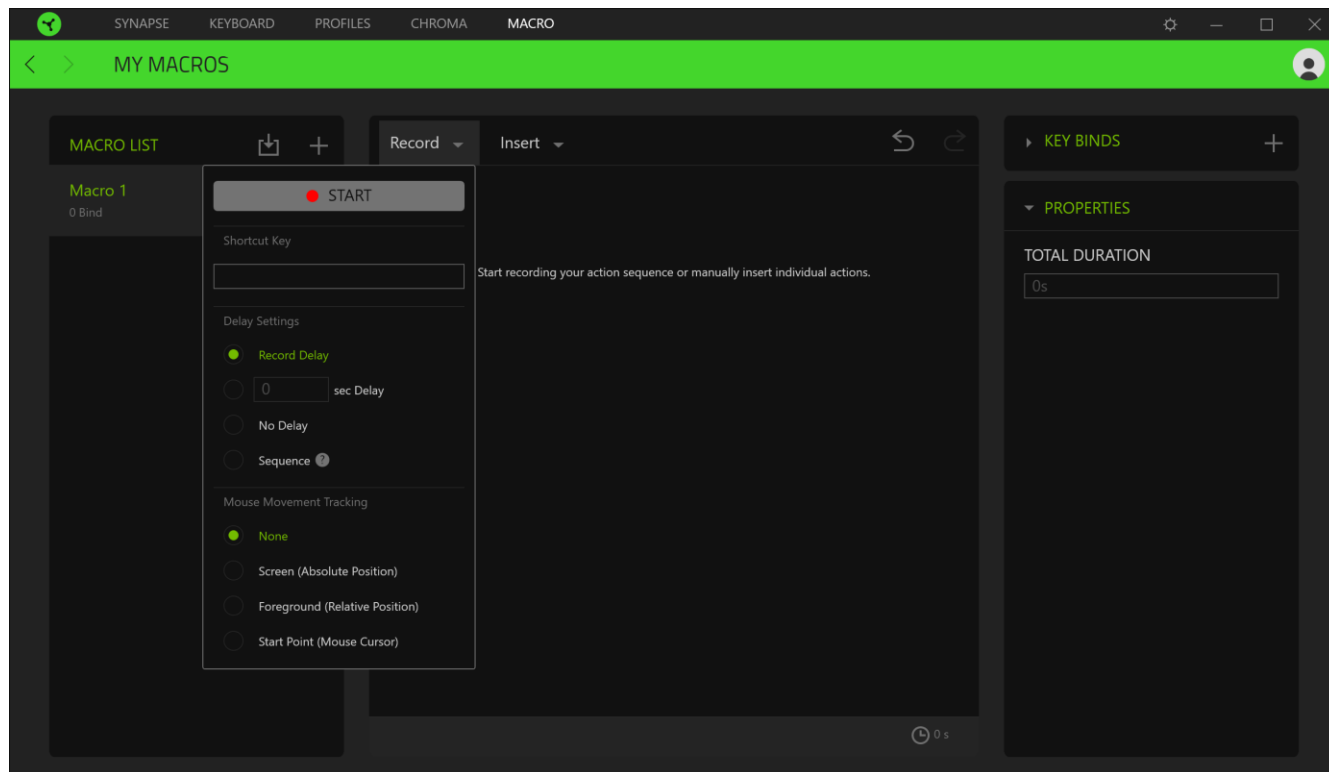 SYNAPSE KEYBOARD PROFILES CHROMA MACRO
MY MACROS
MACRO LIST
Macro 1
0 Bind
Record Insert
START
Shortcut Key
Delay Settings
Record Delay
0 sec Delay
No Delay
Sequence ?
Mouse Movement Tracking
None
Screen (Absolute Position)
Foreground (Relative Position)
Start Point (Mouse Cursor)
Start recording your action sequence or manually insert individual actions.
0 s
KEY BINDS
PROPERTIES
TOTAL DURATION
0s